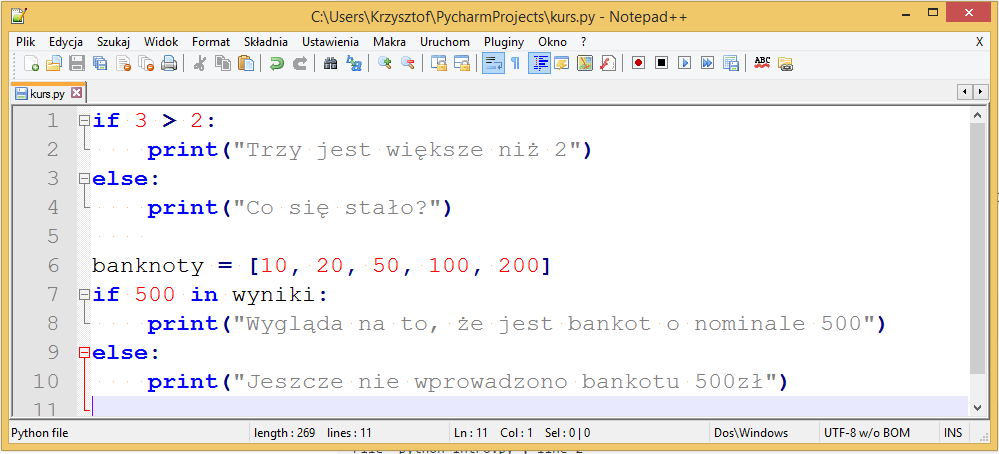 C:\Users\Krzysztof\PycharmProjects\kurs.py - Notepad++
Plik Edycja Szukaj Widok Format Składnia Ustawienia Makra Uruchom Pluginy Okno ? X
ABC
kurs.py
1 if 3 > 2:
2     print("Trzy jest większe niż 2")
3 else:
4     print("Co się stało?")
5
6 banknoty = [10, 20, 50, 100, 200]
7 if 500 in wyniki:
8     print("Wygląda na to, że jest bankot o nominale 500")
9 else:
10     print("Jeszcze nie wprowadzono bankotu 500zł")
11
Python file length : 269 lines : 11 Ln : 11 Col : 1 Sel : 0 | 0 Dos\Windows UTF-8 w/o BOM INS